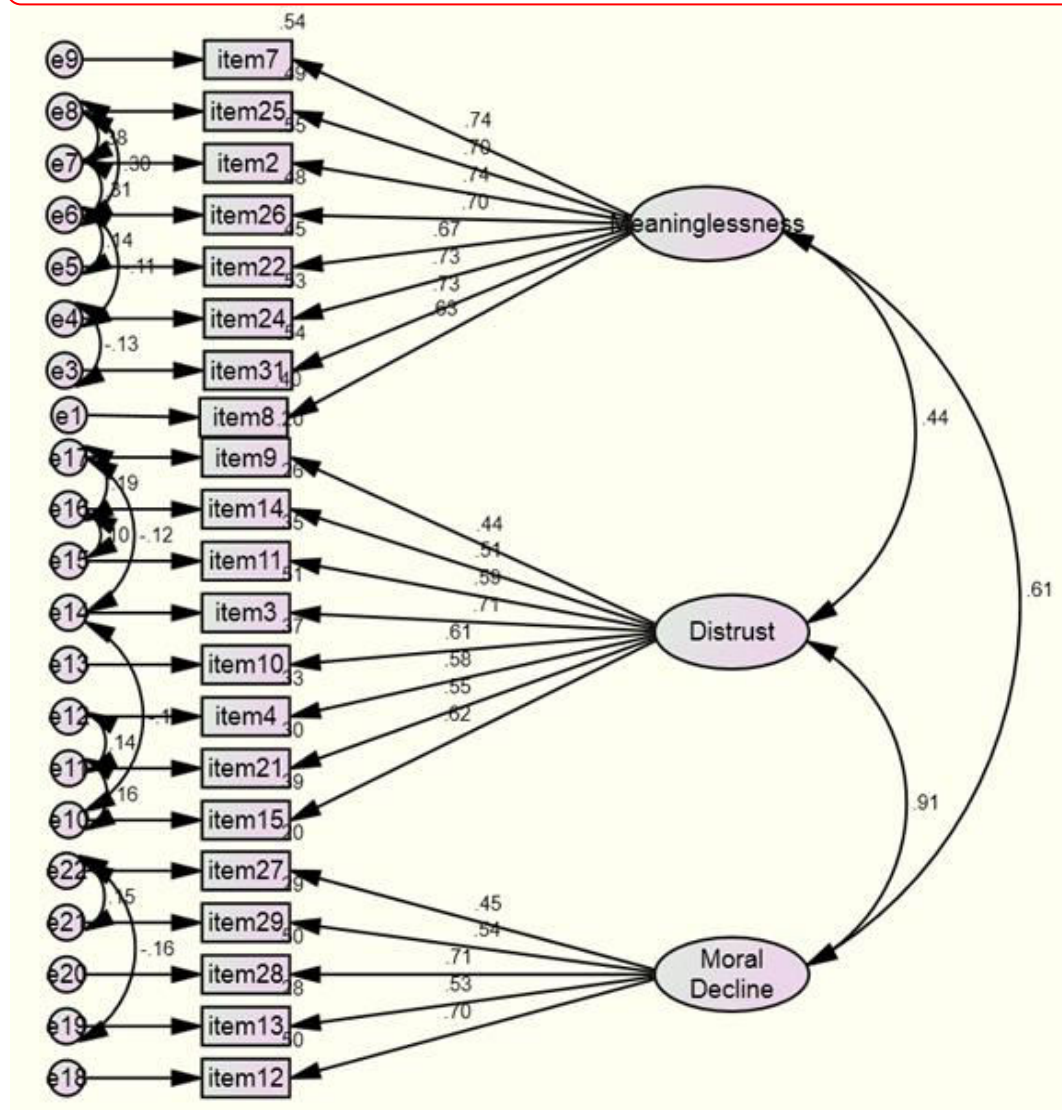 .54
e9
item7
.49
e8
item25
.55
e7
item2
.48
e6
item26
.45
e5
item22
.53
e4
item24
.54
e3
item31
.40
e1
item8
.20
e17
item9
.26
e16
item14
.35
e15
item11
.51
e14
item3
.37
e13
item10
.33
e12
item4
.30
e11
item21
.39
e10
item15
.20
e22
item27
.29
e21
item29
.50
e20
item28
.28
e19
item13
.50
e18
item12
.30
.14
-.13
.19
-.12
.14
.16
.15
-.16
.74
.70
.74
.70
.67
.73
.73
.63
Meaninglessness
.44
.51
.59
.71
.61
.58
.55
.62
Distrust
.45
.54
.71
.53
.70
Moral
Decline
.44
.61
.91